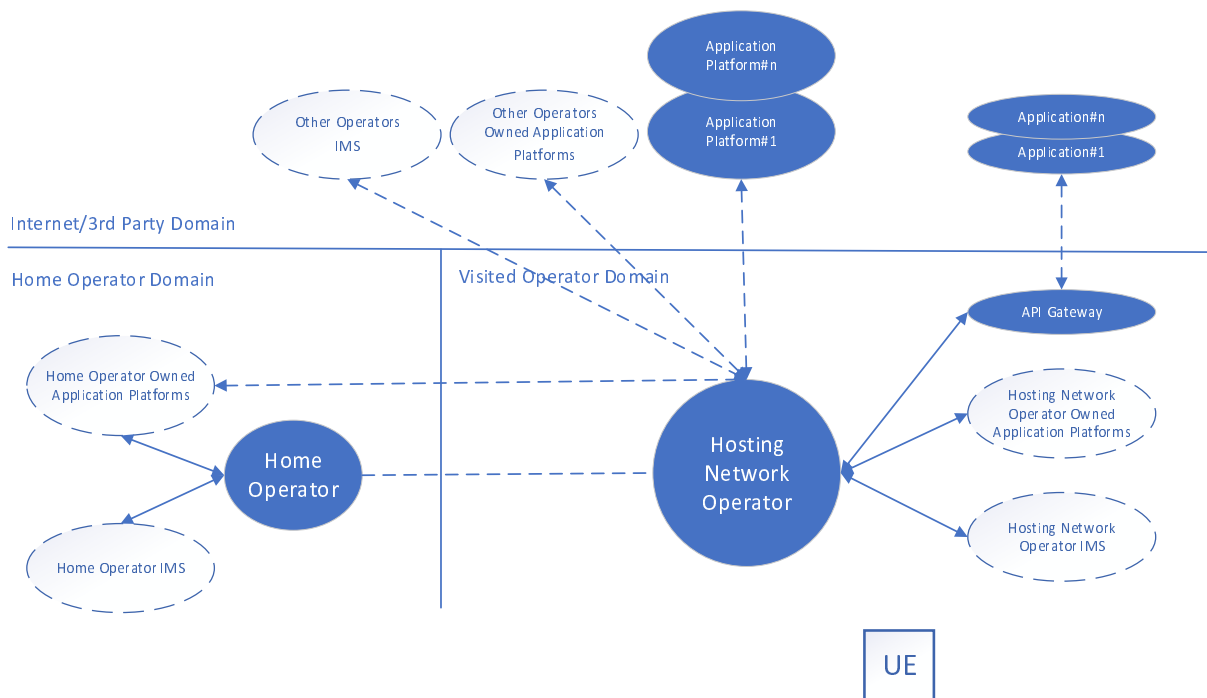 Application
Platform#n
Other Operators
IMS
Other Operators
Owned Application
Platforms
Application
Platform#1
Application#n
Application#1
Internet/3rd Party Domain
Home Operator Domain
Visited Operator Domain
API Gateway
Home Operator Owned
Application Platforms
Hosting Network
Operator Owned
Application Platforms
Home
Operator
Hosting
Network
Operator
Home Operator IMS
Hosting Network
Operator IMS
UE